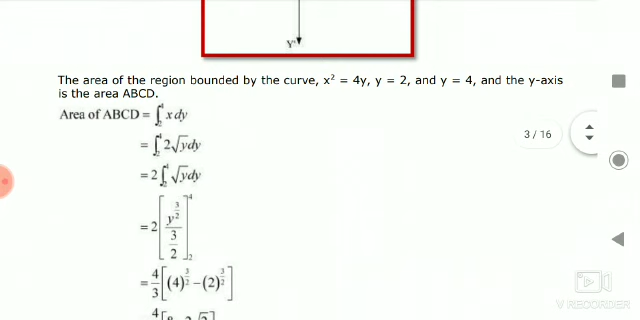 Y'
The area of the region bounded by the curve, x² = 4y, y = 2, and y = 4, and the y-axis
is the area ABCD.
Area of ABCD = ∫₂⁴ x dy
= ∫₂⁴ 2√y dy
= 2∫₂⁴ √y dy
= 2[y^(3/2) / (3/2)]₂⁴
= 4/3[(4)^(3/2) − (2)^(3/2)]
3 / 16
V RECORDER